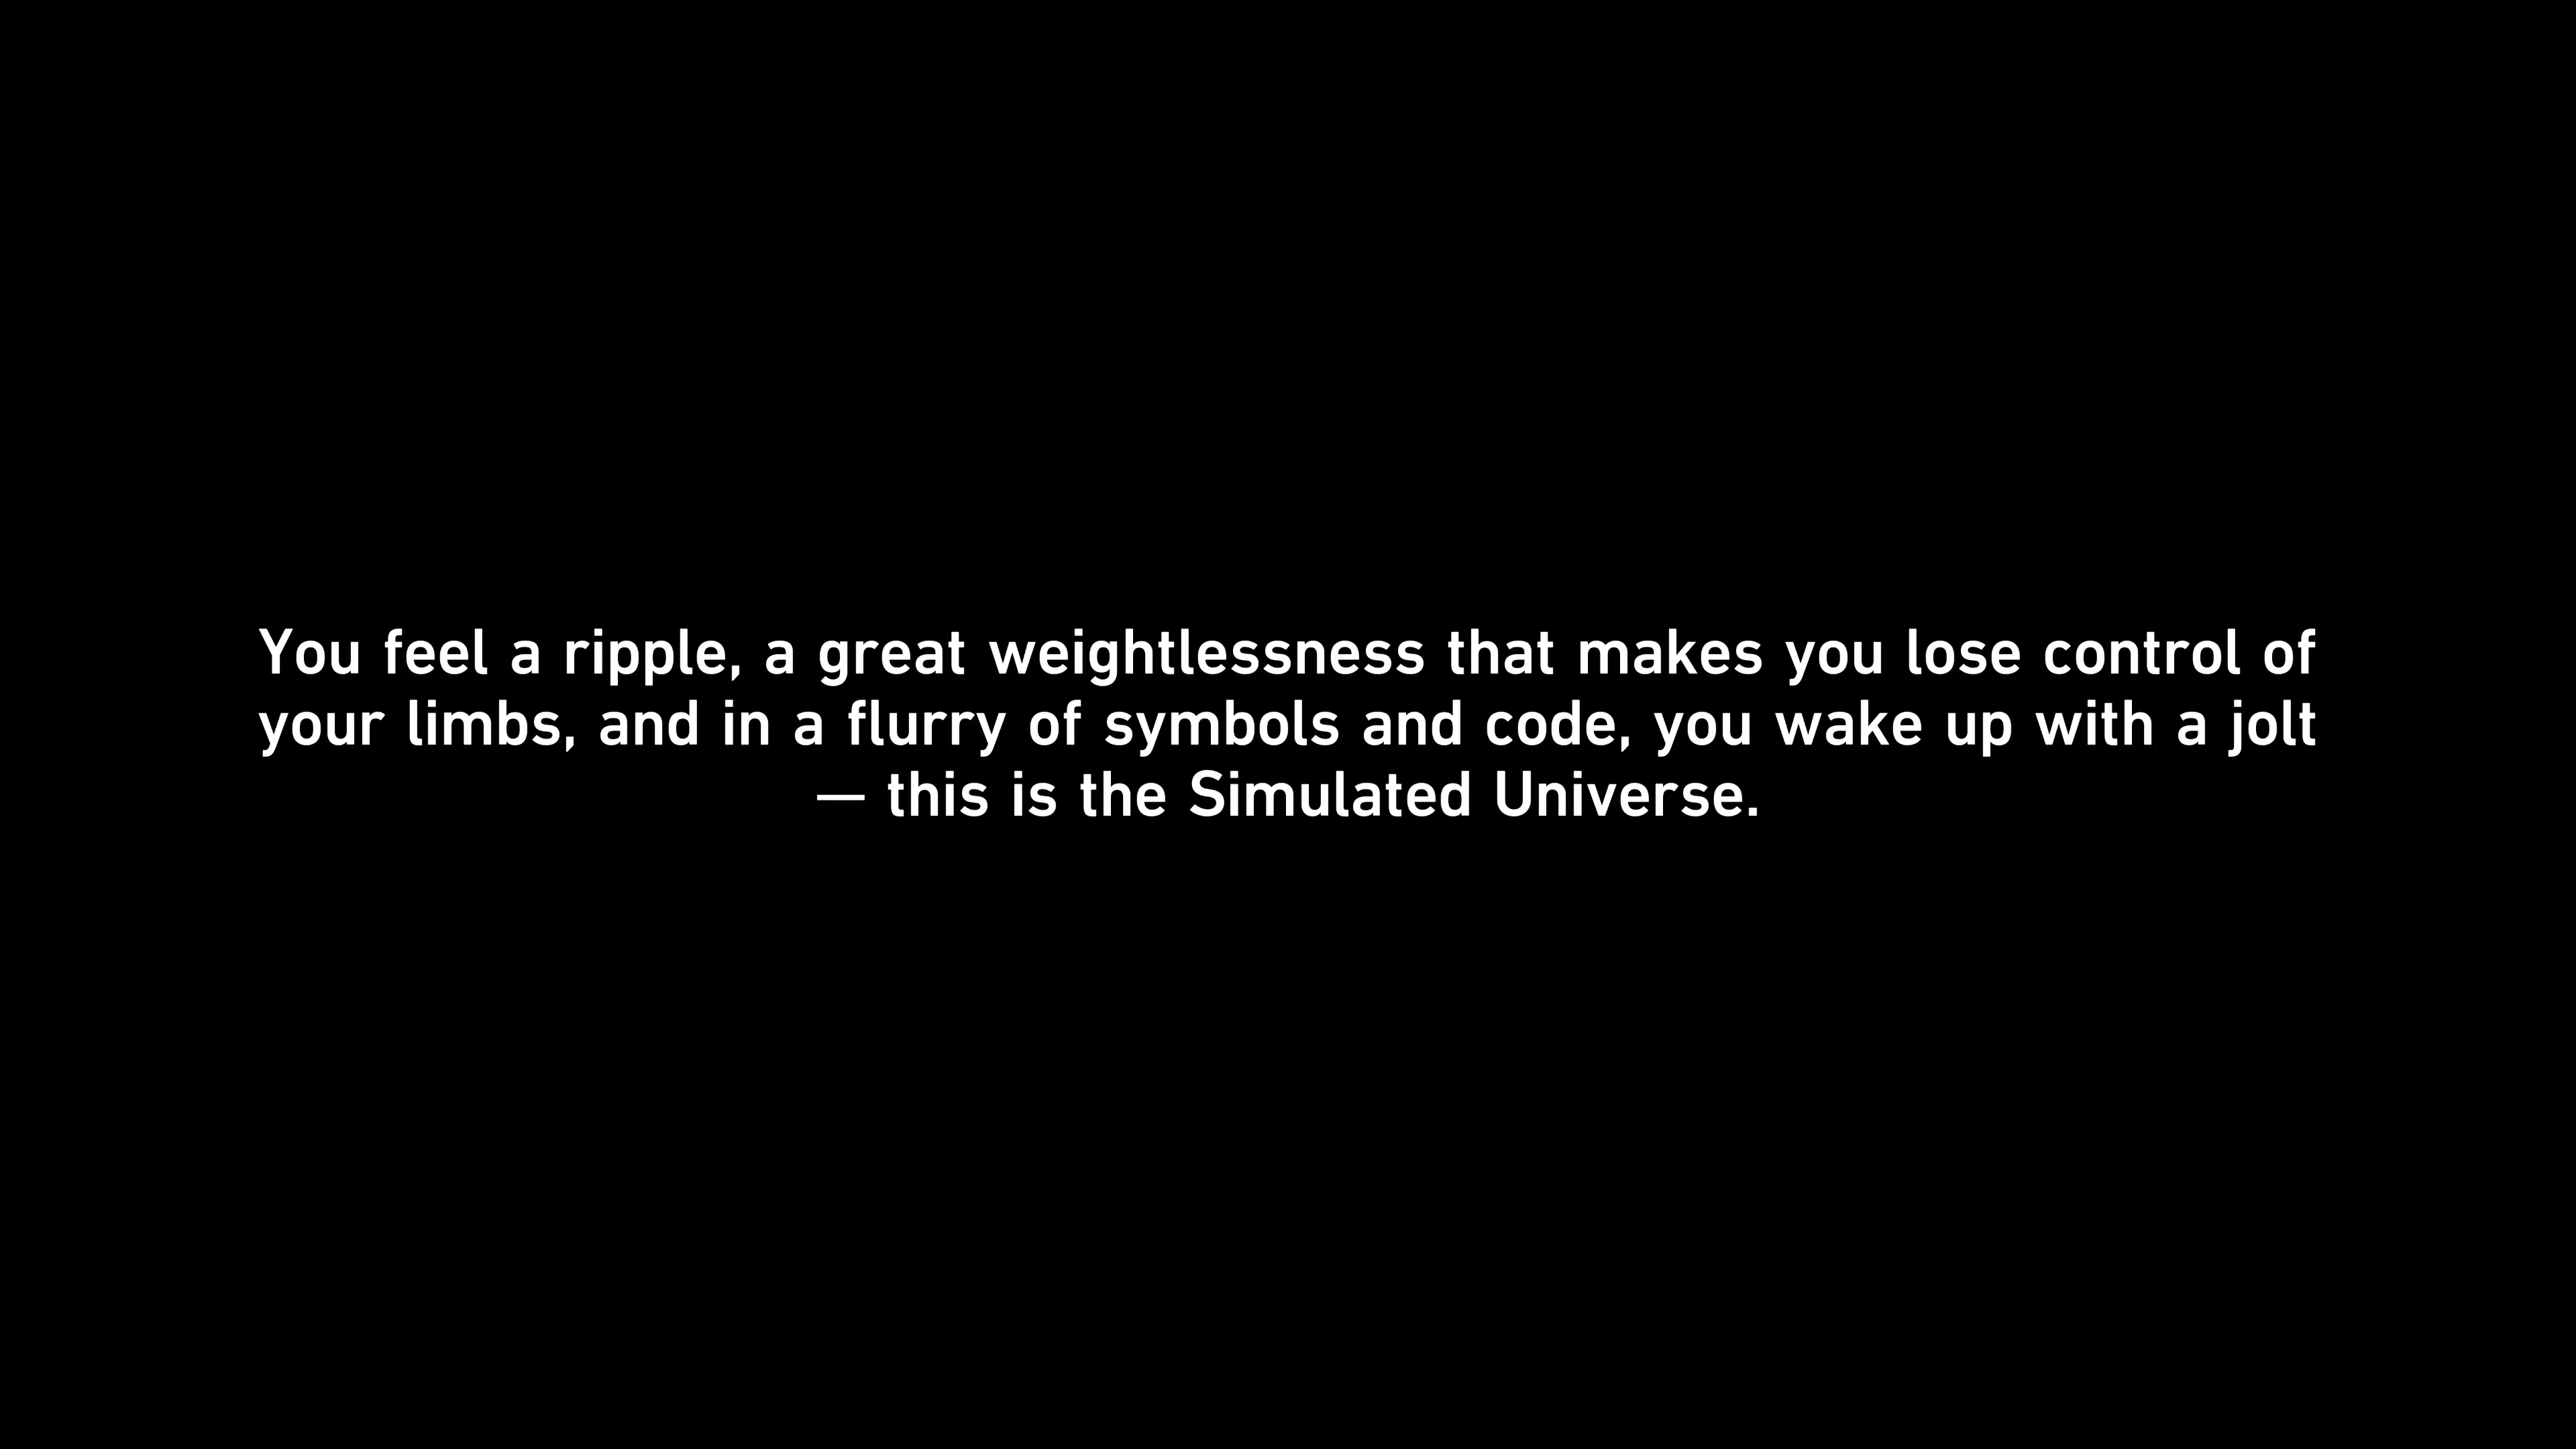 You feel a ripple, a great weightlessness that makes you lose control of
your limbs, and in a flurry of symbols and code, you wake up with a jolt
— this is the Simulated Universe.